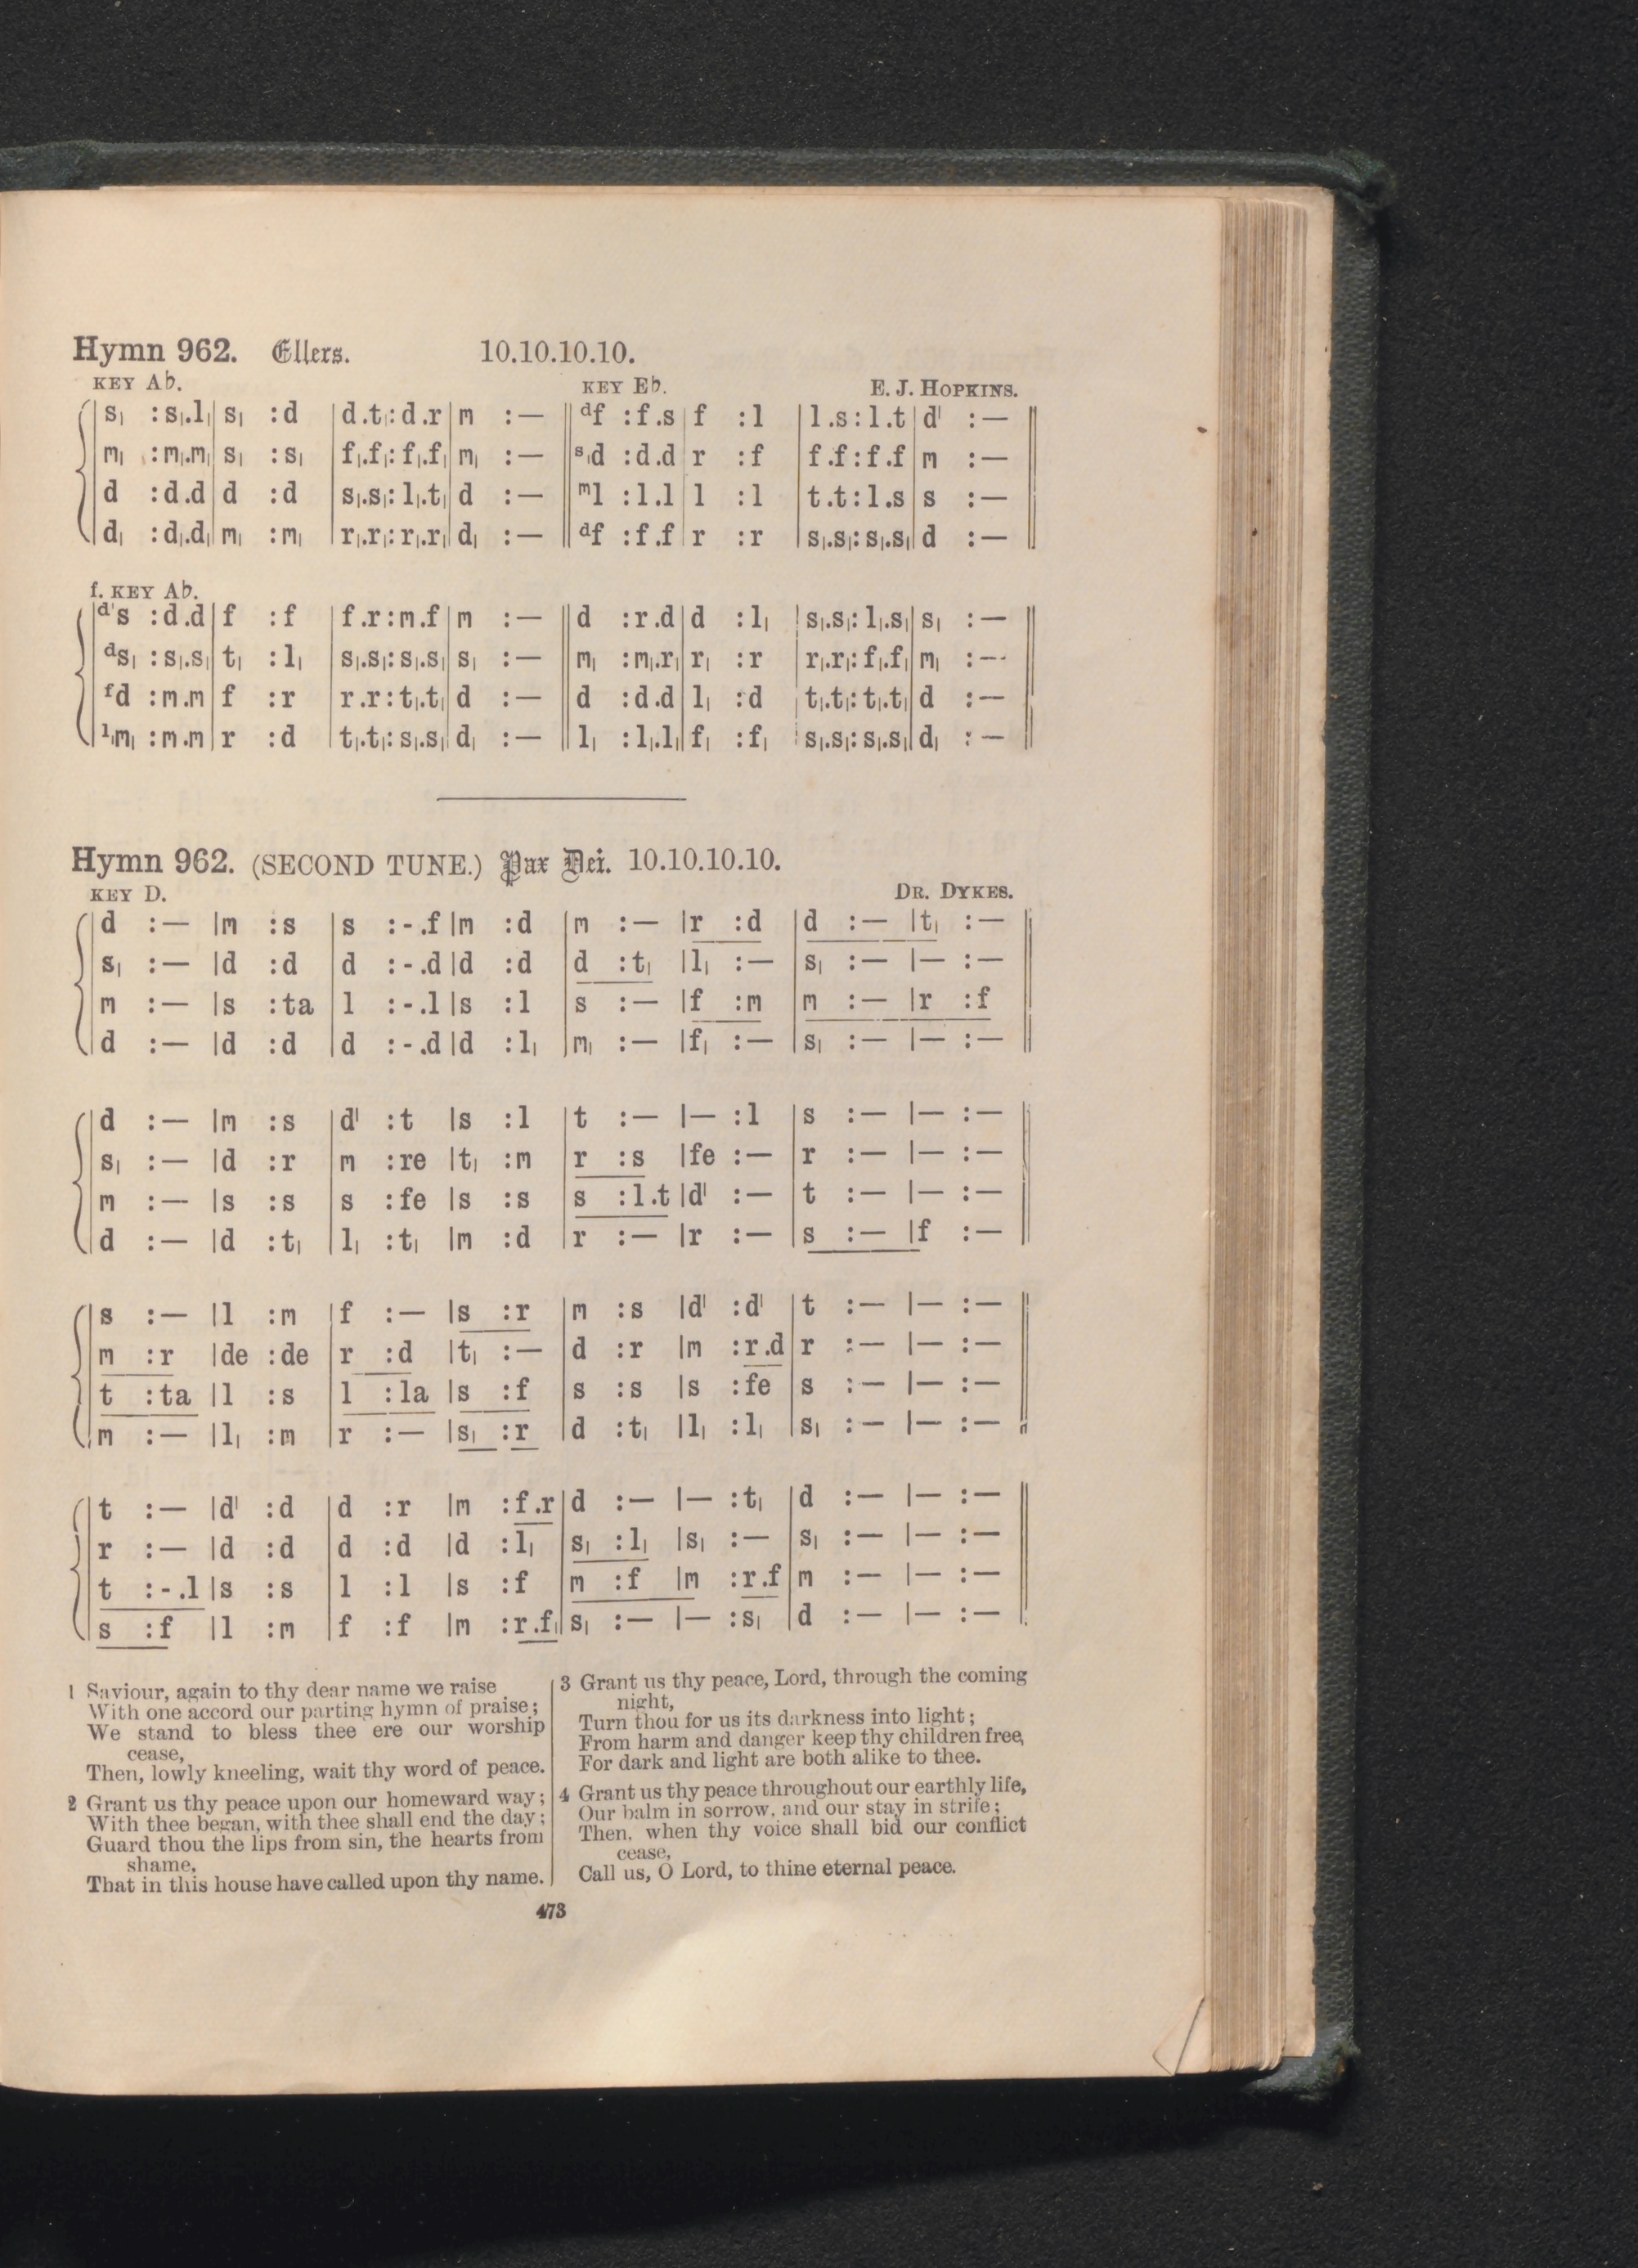 Hymn 962. Ellers. 10.10.10.10.
KEY A♭. KEY E♭. E. J. HOPKINS.
s₁ :s₁.l₁|s₁ :d |d.t₁:d.r|m :— ‖ᵈf :f.s|f :l |l.s:l.t|dˈ :— ‖
m₁ :m₁.m₁|s₁ :s₁ |f₁.f₁:f₁.f₁|m₁ :— ‖ˢ₁d :d.d|r :f |f.f:f.f|m :— ‖
d :d.d|d :d |s₁.s₁:l₁.t₁|d :— ‖ᵐl :l.l|l :l |t.t:l.s|s :— ‖
d₁ :d₁.d₁|m₁ :m₁ |r₁.r₁:r₁.r₁|d₁ :— ‖ᵈf :f.f|r :r |s₁.s₁:s₁.s₁|d :— ‖
f. KEY A♭.
ᵈˈs :d.d|f :f |f.r:m.f|m :— ‖d :r.d|d :l₁ |s₁.s₁:l₁.s₁|s₁ :— ‖
ᵈs₁ :s₁.s₁|t₁ :l₁ |s₁.s₁:s₁.s₁|s₁ :— ‖m₁ :m₁.r₁|r₁ :r |r₁.r₁:f₁.f₁|m₁ :— ‖
ᶠd :m.m|f :r |r.r:t₁.t₁|d :— ‖d :d.d|l₁ :d |t₁.t₁:t₁.t₁|d :— ‖
ˡ₁m₁ :m.m|r :d |t₁.t₁:s₁.s₁|d₁ :— ‖l₁ :l₁.l₁|f₁ :f₁ |s₁.s₁:s₁.s₁|d₁ :— ‖
Hymn 962. (SECOND TUNE.) Pax Dei. 10.10.10.10.
KEY D. DR. DYKES.
d :— |m :s |s :-.f|m :d |m :— |r :d |d :— |t₁ :— ‖
s₁ :— |d :d |d :-.d|d :d |d :t₁ |l₁ :— |s₁ :— |— :— ‖
m :— |s :ta |l :-.l|s :l |s :— |f :m |m :— |r :f ‖
d :— |d :d |d :-.d|d :l₁ |m₁ :— |f₁ :— |s₁ :— |— :— ‖
d :— |m :s |dˈ :t |s :l |t :— |— :l |s :— |— :— ‖
s₁ :— |d :r |m :re |t₁ :m |r :s |fe :— |r :— |— :— ‖
m :— |s :s |s :fe |s :s |s :l.t|dˈ :— |t :— |— :— ‖
d :— |d :t₁ |l₁ :t₁ |m :d |r :— |r :— |s :— |f :— ‖
s :— |l :m |f :— |s :r |m :s |dˈ :dˈ |t :— |— :— ‖
m :r |de :de |r :d |t₁ :— |d :r |m :r.d|r :— |— :— ‖
t :ta |l :s |l :la |s :f |s :s |s :fe |s :— |— :— ‖
m :— |l₁ :m |r :— |s₁ :r |d :t₁ |l₁ :l₁ |s₁ :— |— :— ‖
t :— |dˈ :d |d :r |m :f.r|d :— |— :t₁ |d :— |— :— ‖
r :— |d :d |d :d |d :l₁ |s₁ :l₁ |s₁ :— |s₁ :— |— :— ‖
t :-.l|s :s |l :l |s :f |m :f |m :r.f|m :— |— :— ‖
s :f |l :m |f :f |m :r.f₁|s₁ :— |— :s₁ |d :— |— :— ‖
1 Saviour, again to thy dear name we raise
With one accord our parting hymn of praise;
We stand to bless thee ere our worship
cease,
Then, lowly kneeling, wait thy word of peace.
2 Grant us thy peace upon our homeward way;
With thee began, with thee shall end the day;
Guard thou the lips from sin, the hearts from
shame,
That in this house have called upon thy name.
3 Grant us thy peace, Lord, through the coming
night,
Turn thou for us its darkness into light;
From harm and danger keep thy children free,
For dark and light are both alike to thee.
4 Grant us thy peace throughout our earthly life,
Our balm in sorrow, and our stay in strife;
Then, when thy voice shall bid our conflict
cease,
Call us, O Lord, to thine eternal peace.
473